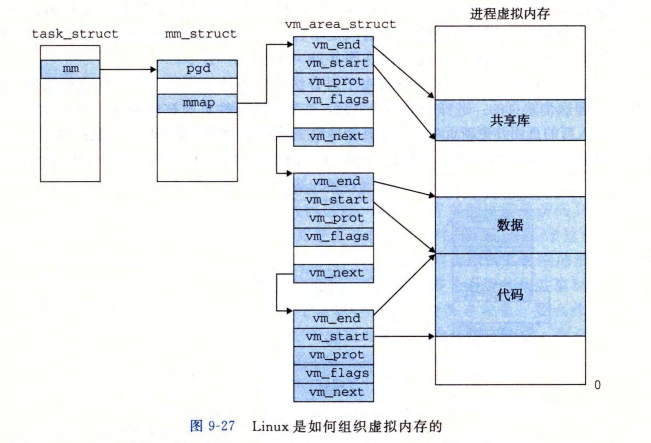 进程虚拟内存
task_struct
mm_struct
vm_area_struct
mm
pgd
mmap
vm_end
vm_start
vm_prot
vm_flags
vm_next
vm_end
vm_start
vm_prot
vm_flags
vm_next
vm_end
vm_start
vm_prot
vm_flags
vm_next
共享库
数据
代码
0
图 9-27 Linux 是如何组织虚拟内存的